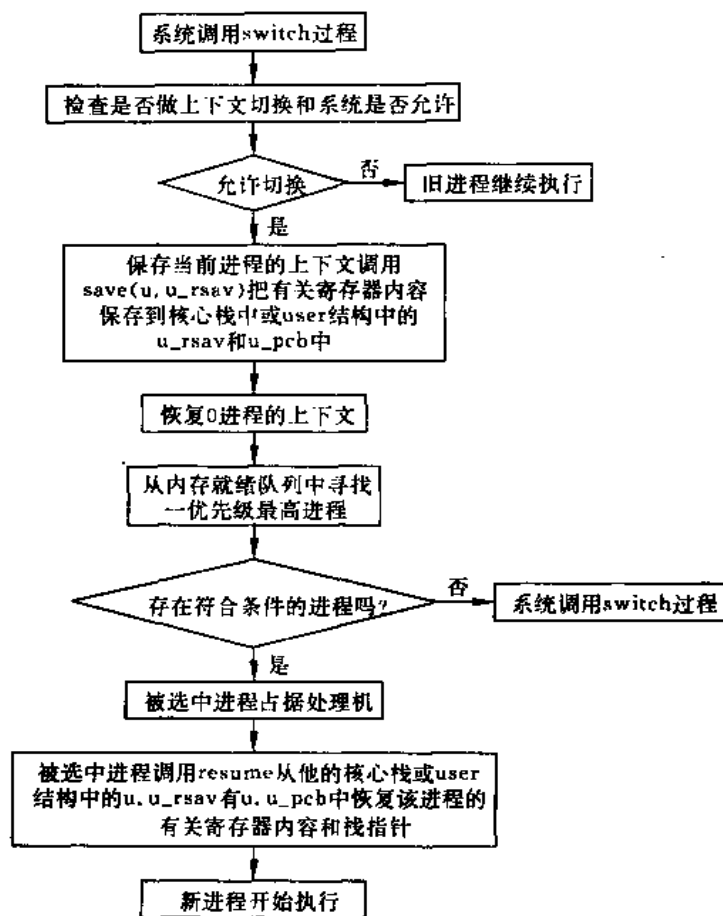 系统调用switch过程
检查是否做上下文切换和系统是否允许
允许切换
否
旧进程继续执行
是
保存当前进程的上下文调用
save(u, u_rsav)把有关寄存器内容
保存到核心栈中或user结构中的
u_rsav和u_pcb中
恢复0进程的上下文
从内存就绪队列中寻找
一优先级最高进程
存在符合条件的进程吗?
否
系统调用switch过程
是
被选中进程占据处理机
被选中进程调用resume从他的核心栈或user
结构中的u. u_rsav有u. u_pcb中恢复该进程的
有关寄存器内容和栈指针
新进程开始执行